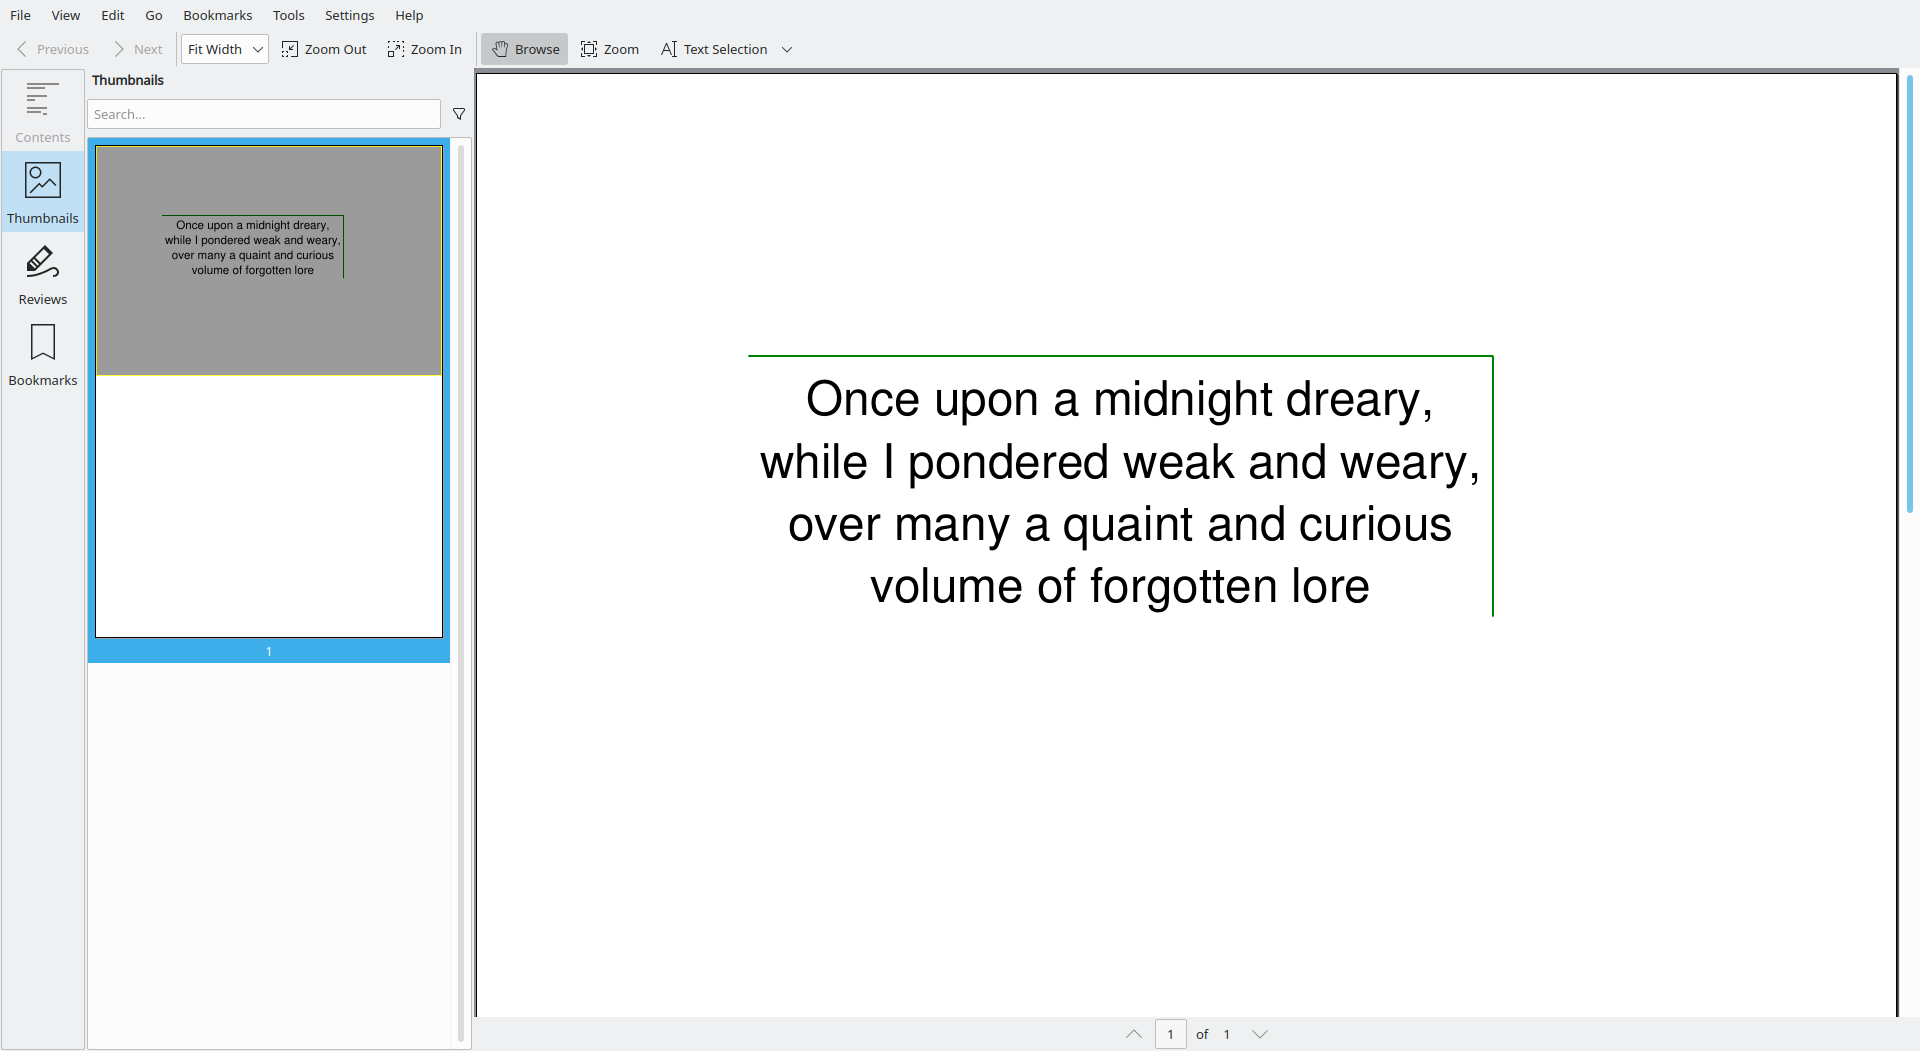 File View Edit Go Bookmarks Tools Settings Help
Previous Next Fit Width Zoom Out Zoom In Browse Zoom Text Selection
Contents
Thumbnails
Reviews
Bookmarks
Thumbnails
Search...
Once upon a midnight dreary,
while I pondered weak and weary,
over many a quaint and curious
volume of forgotten lore
1
Once upon a midnight dreary,
while I pondered weak and weary,
over many a quaint and curious
volume of forgotten lore
1 of 1